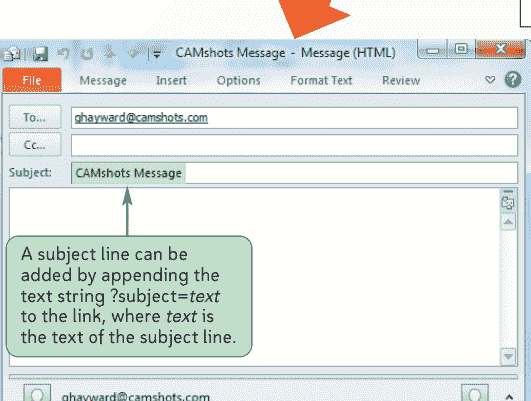 CAMshots Message - Message (HTML)
File Message Insert Options Format Text Review
To... ghayward@camshots.com
Cc...
Subject: CAMshots Message
A subject line can be
added by appending the
text string ?subject=text
to the link, where text is
the text of the subject line.
ghayward@camshots.com